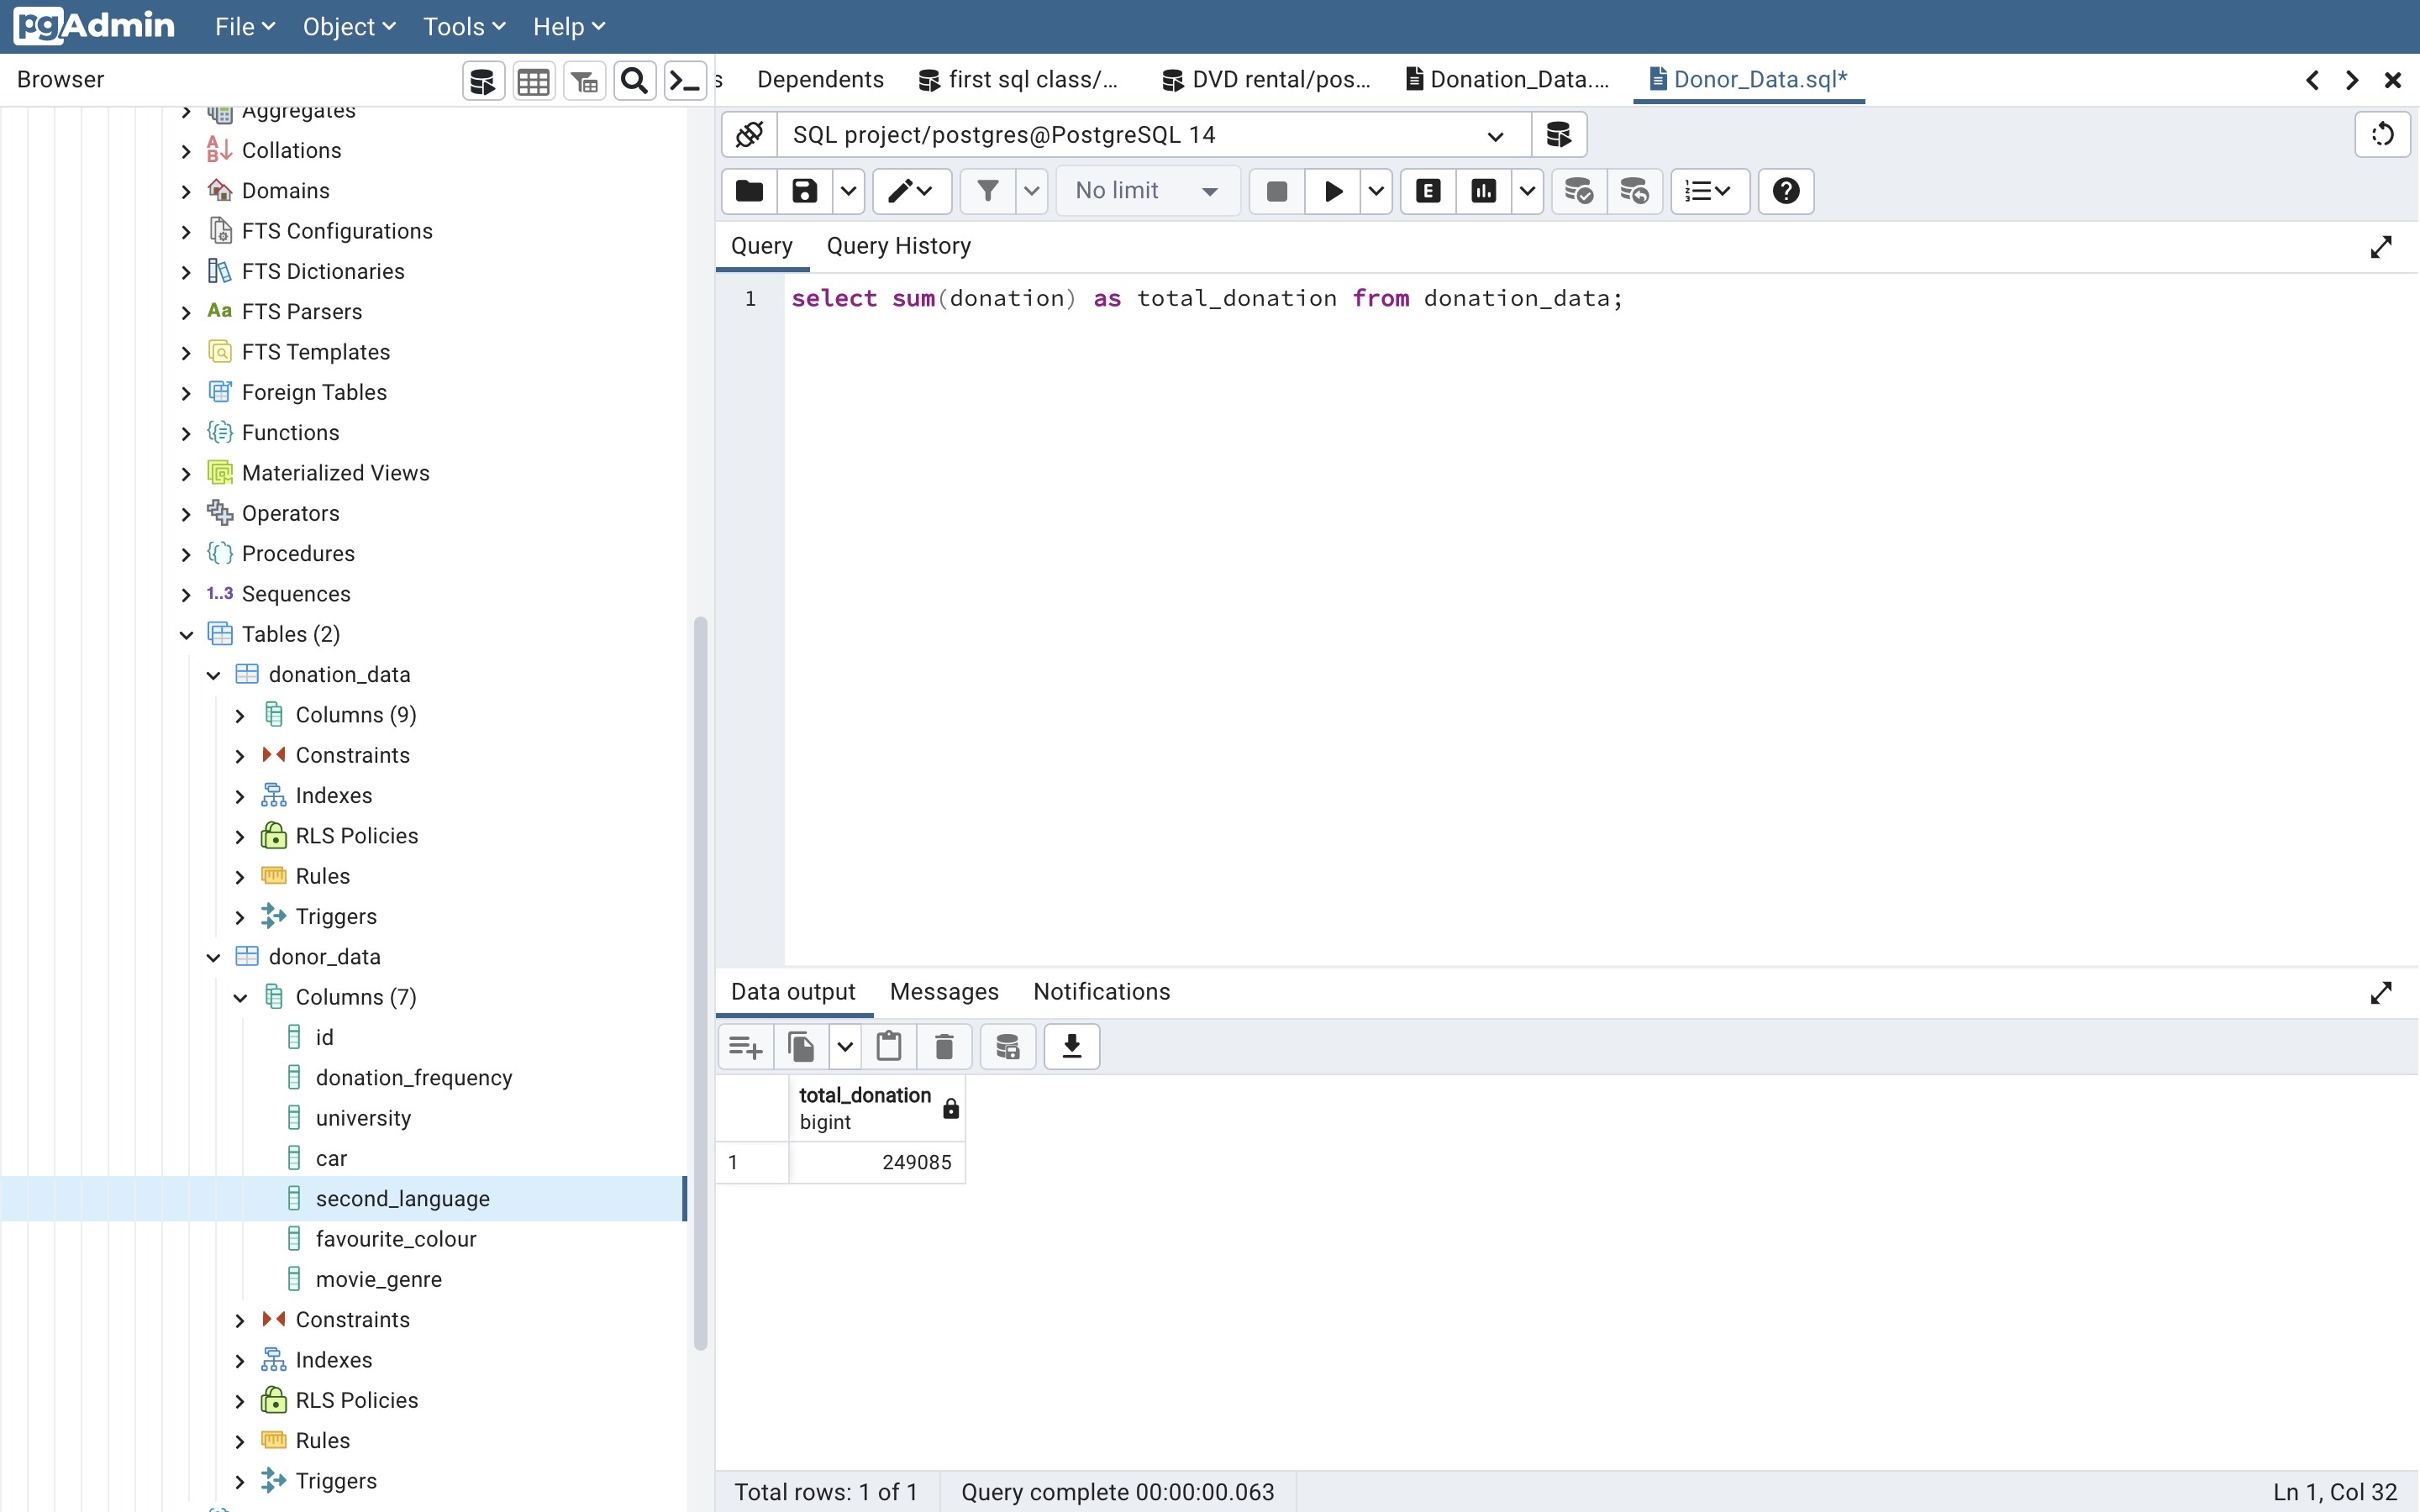 pgAdmin File Object Tools Help
Browser
s Dependents first sql class/... DVD rental/pos... Donation_Data.... Donor_Data.sql*
SQL project/postgres@PostgreSQL 14
No limit
E
Query Query History
1 select sum(donation) as total_donation from donation_data;
Aggregates
Collations
Domains
FTS Configurations
FTS Dictionaries
Aa FTS Parsers
FTS Templates
Foreign Tables
Functions
Materialized Views
Operators
Procedures
1..3 Sequences
Tables (2)
donation_data
Columns (9)
Constraints
Indexes
RLS Policies
Rules
Triggers
donor_data
Columns (7)
id
donation_frequency
university
car
second_language
favourite_colour
movie_genre
Constraints
Indexes
RLS Policies
Rules
Triggers
Data output Messages Notifications
total_donation
bigint
1 249085
Total rows: 1 of 1 Query complete 00:00:00.063 Ln 1, Col 32